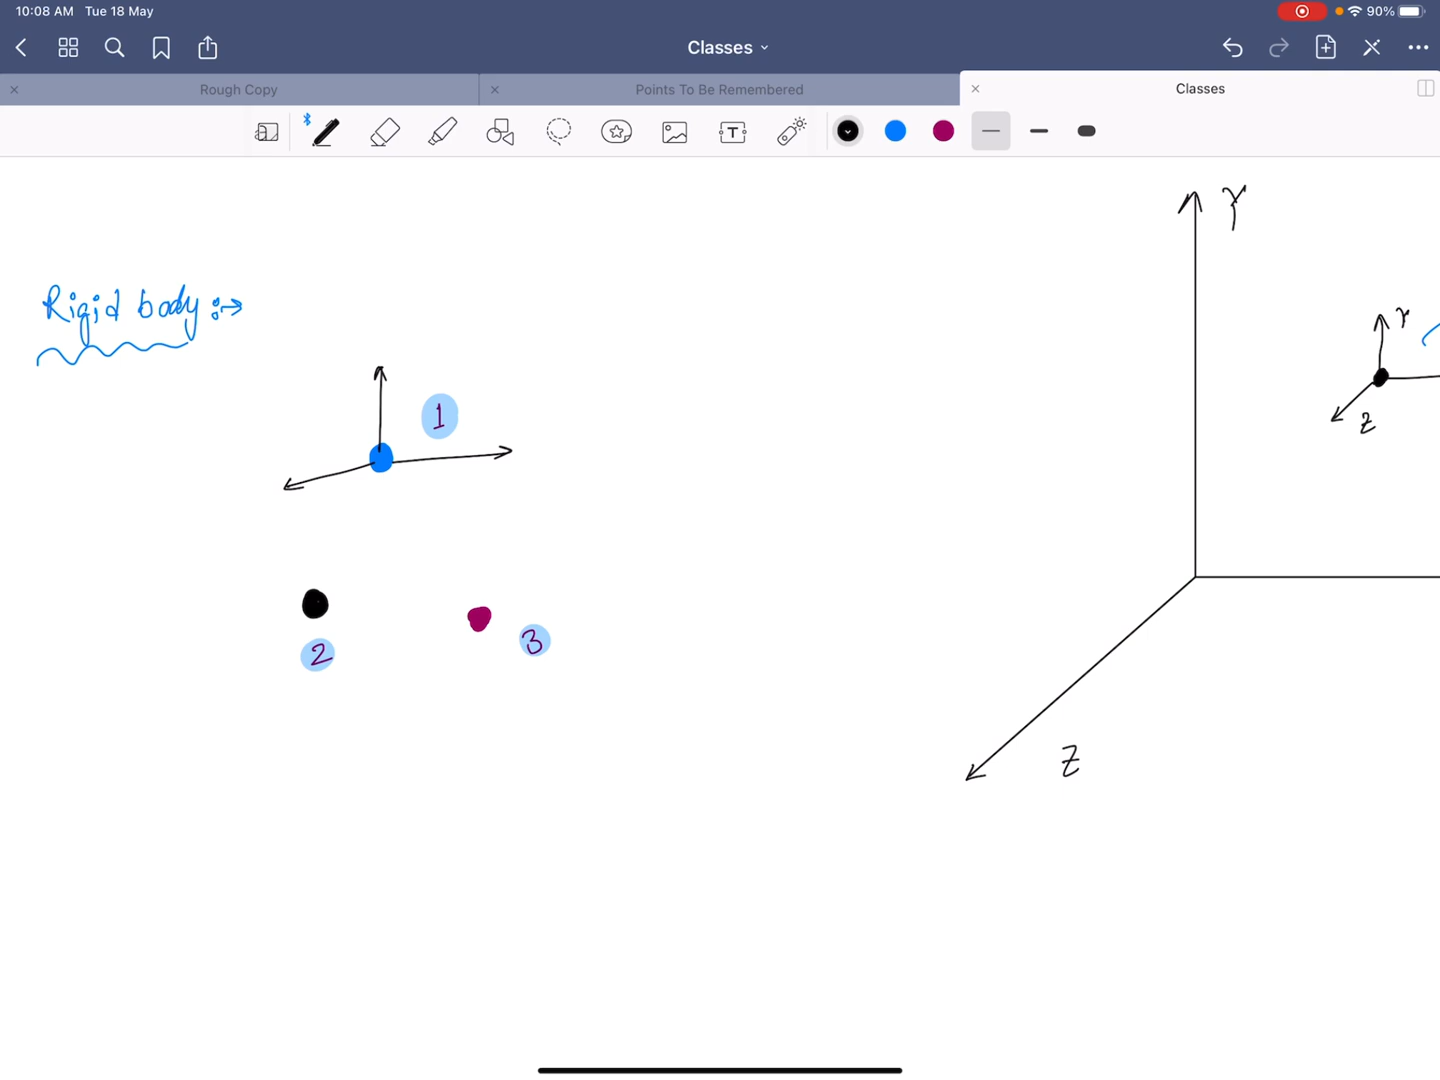 10:08 AM Tue 18 May
90%
Classes
Rough Copy
Points To Be Remembered
Classes
T
Y
Rigid body :→
Y
1
Z
2
3
Z